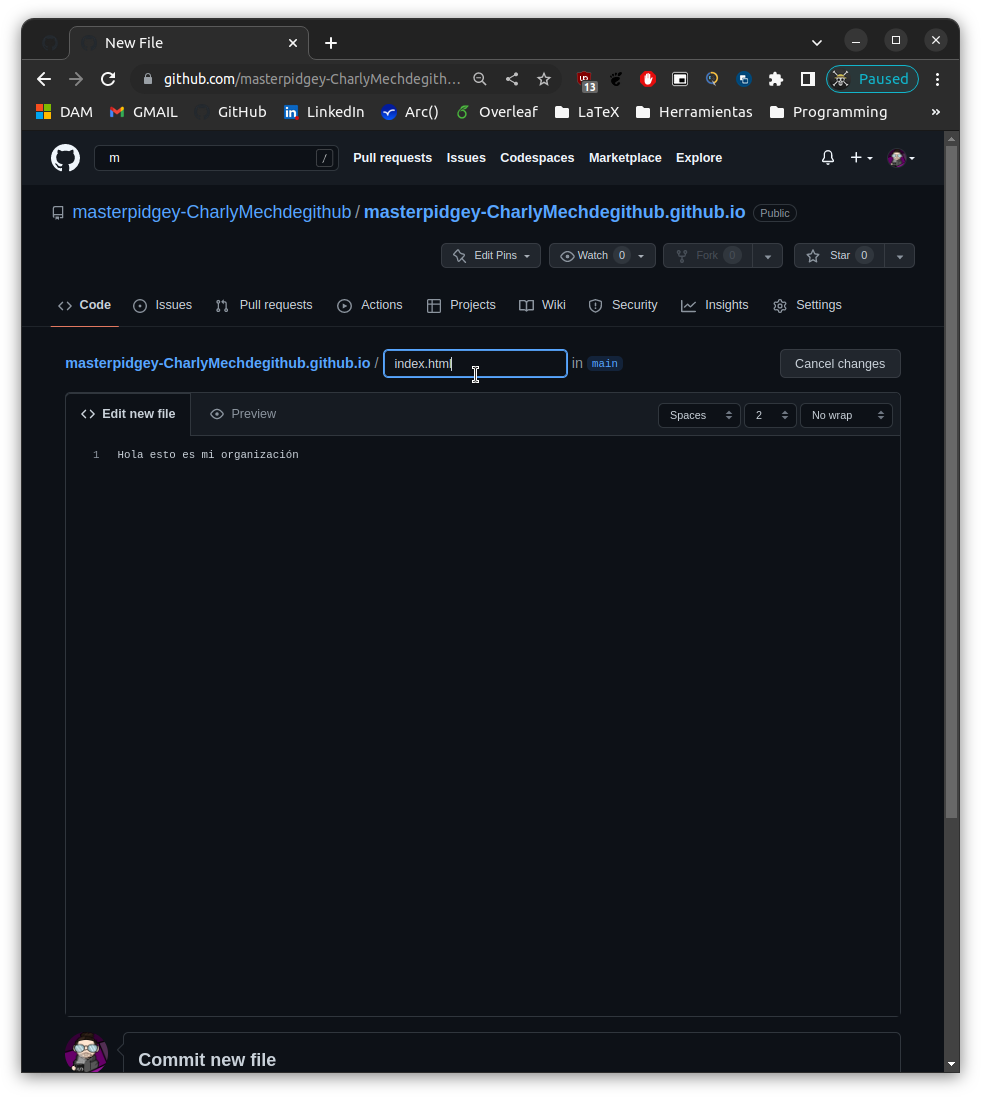 New File
github.com/masterpidgey-CharlyMechdegith...
13
Paused
DAM GMAIL GitHub LinkedIn Arc() Overleaf LaTeX Herramientas Programming »
m /
Pull requests Issues Codespaces Marketplace Explore
masterpidgey-CharlyMechdegithub / masterpidgey-CharlyMechdegithub.github.io Public
Edit Pins Watch 0 Fork 0 Star 0
Code Issues Pull requests Actions Projects Wiki Security Insights Settings
masterpidgey-CharlyMechdegithub.github.io / index.html in main Cancel changes
Edit new file Preview Spaces 2 No wrap
1 Hola esto es mi organización
Commit new file